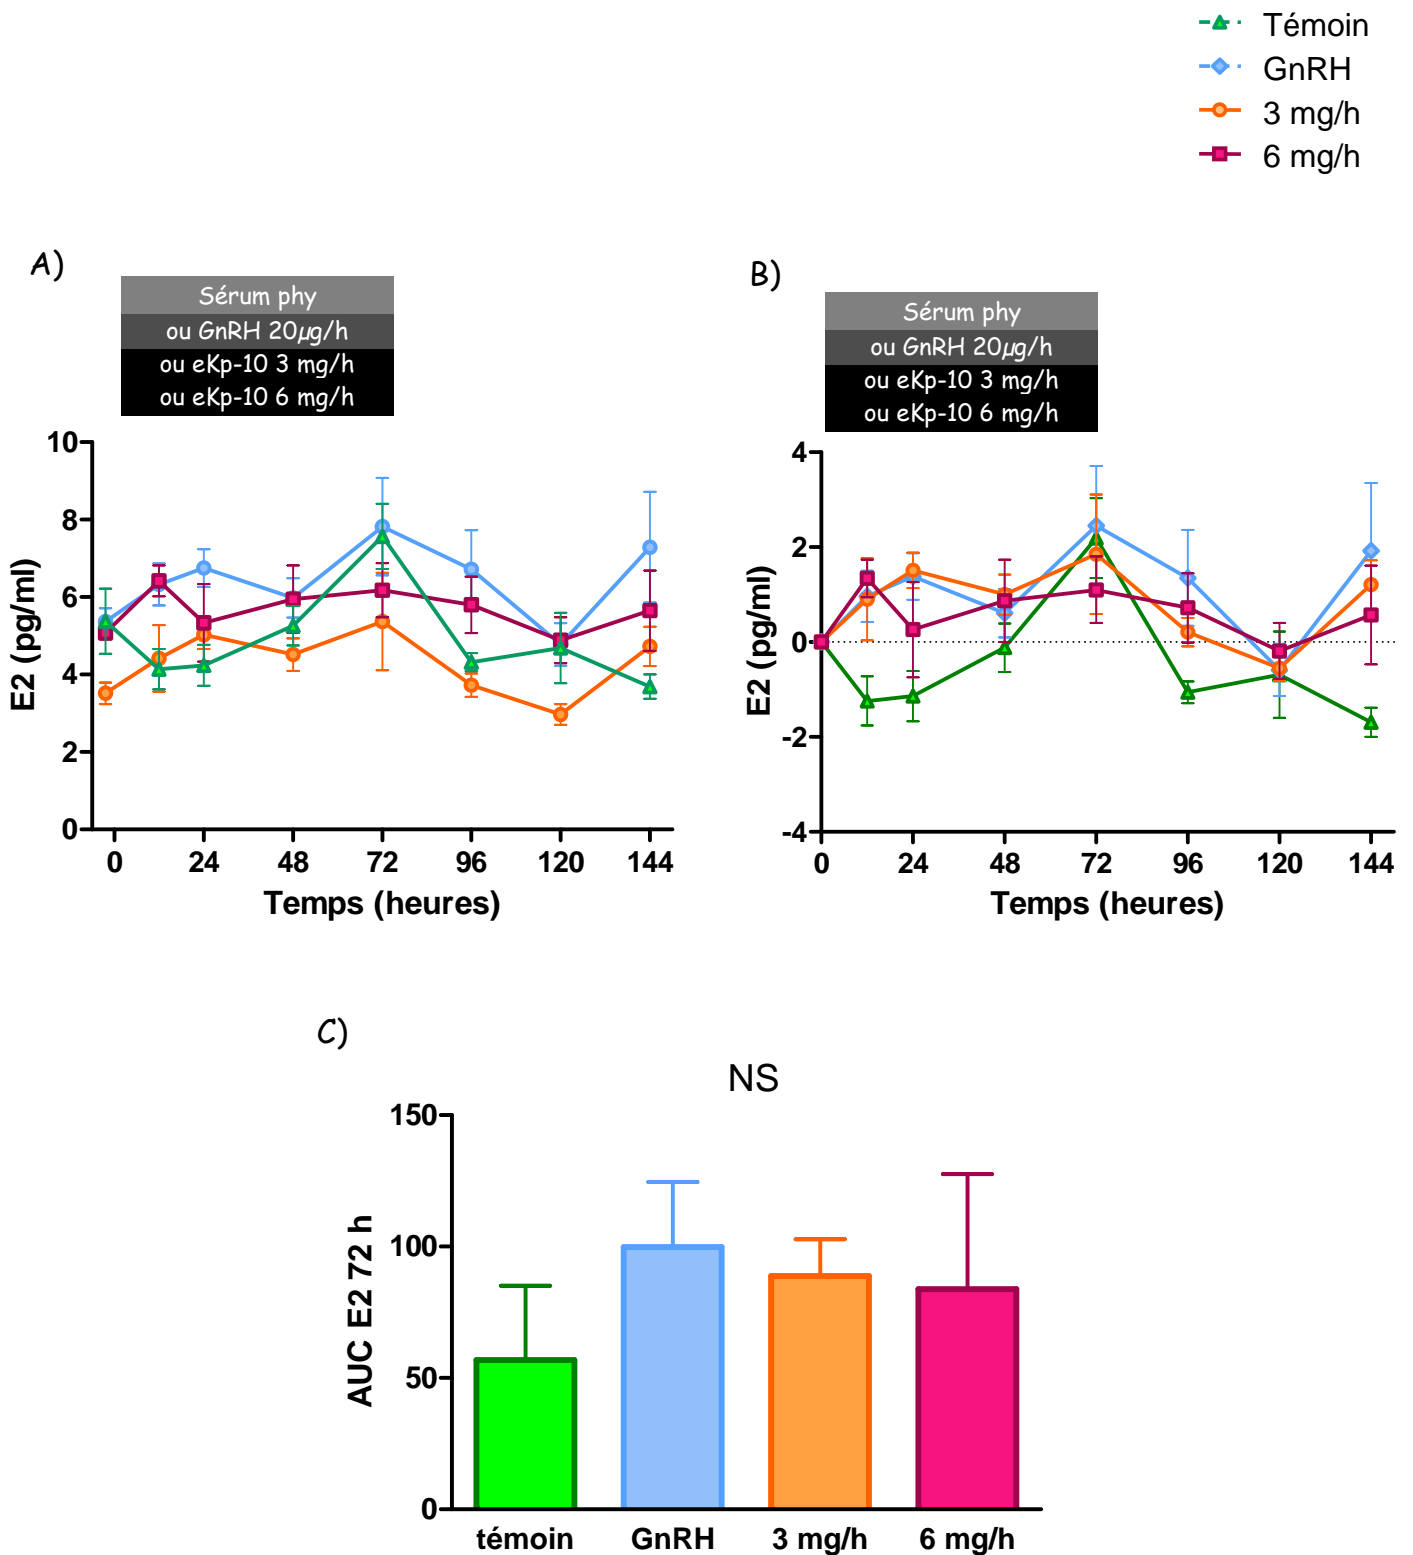 Témoin
GnRH
3 mg/h
6 mg/h
A)
Sérum phy
ou GnRH 20µg/h
ou eKp-10 3 mg/h
ou eKp-10 6 mg/h
10
8
6
4
2
0
E2 (pg/ml)
0 24 48 72 96 120 144
Temps (heures)
B)
Sérum phy
ou GnRH 20µg/h
ou eKp-10 3 mg/h
ou eKp-10 6 mg/h
4
2
0
-2
-4
E2 (pg/ml)
0 24 48 72 96 120 144
Temps (heures)
C)
NS
150
100
50
0
AUC E2 72 h
témoin GnRH 3 mg/h 6 mg/h